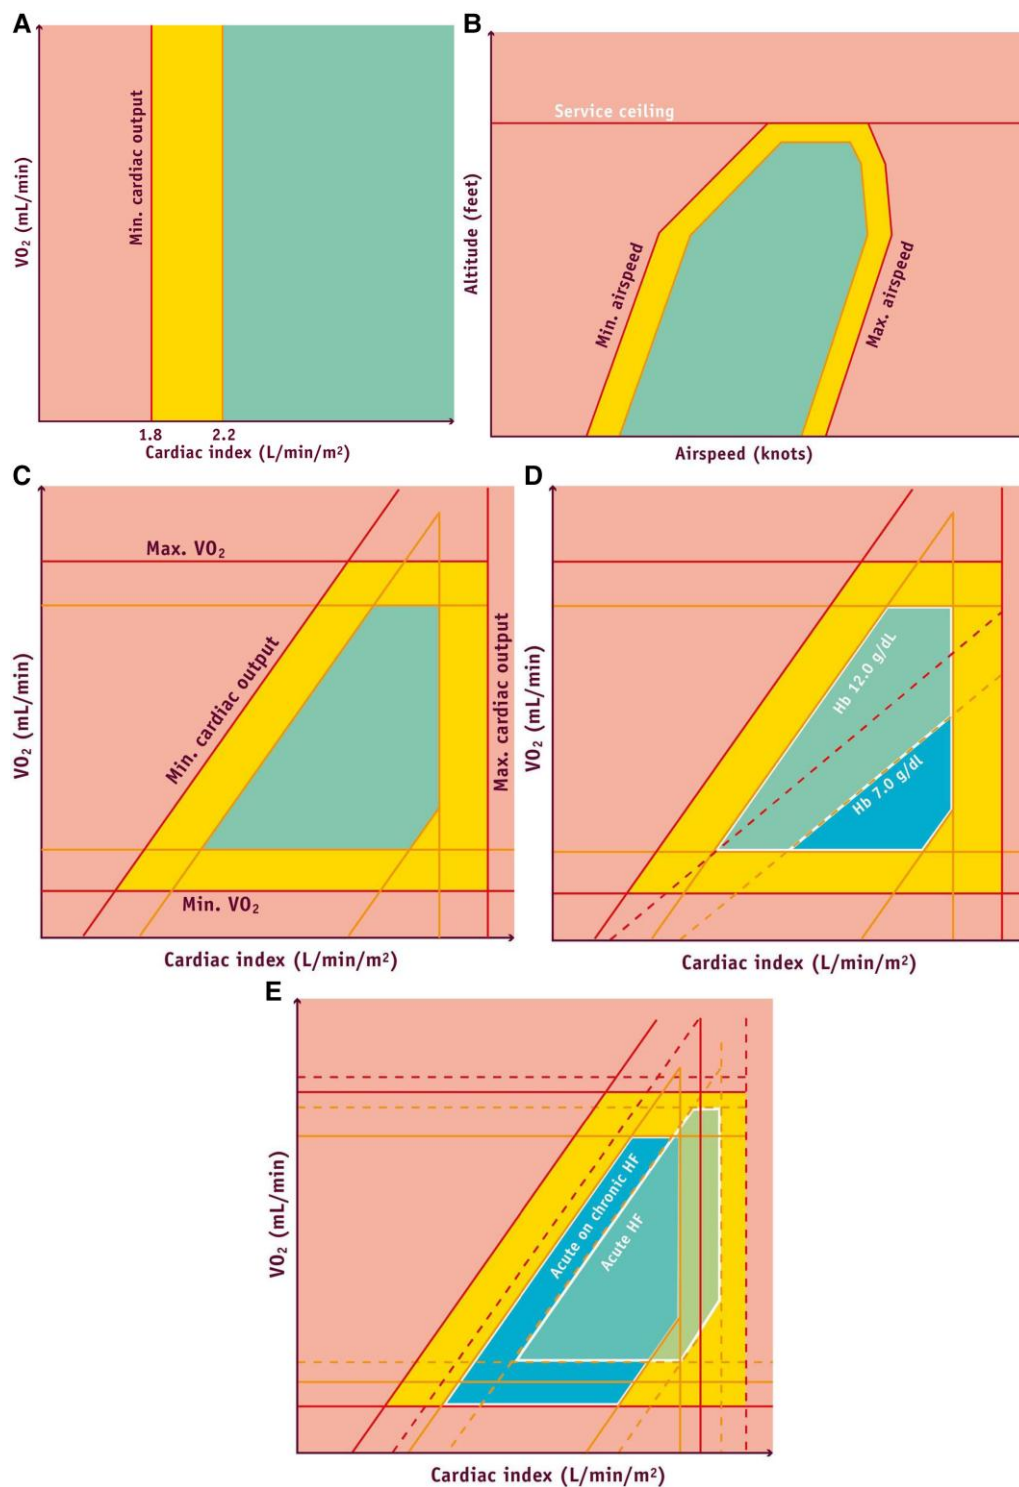 A
VO₂ (mL/min)
Min. cardiac output
1.8
2.2
Cardiac index (L/min/m²)
B
Altitude (feet)
Service ceiling
Min. airspeed
Max. airspeed
Airspeed (knots)
C
VO₂ (mL/min)
Max. VO₂
Min. cardiac output
Max. cardiac output
Min. VO₂
Cardiac index (L/min/m²)
D
VO₂ (mL/min)
Hb 12.0 g/dL
Hb 7.0 g/dl
Cardiac index (L/min/m²)
E
VO₂ (mL/min)
Acute on chronic HF
Acute HF
Cardiac index (L/min/m²)